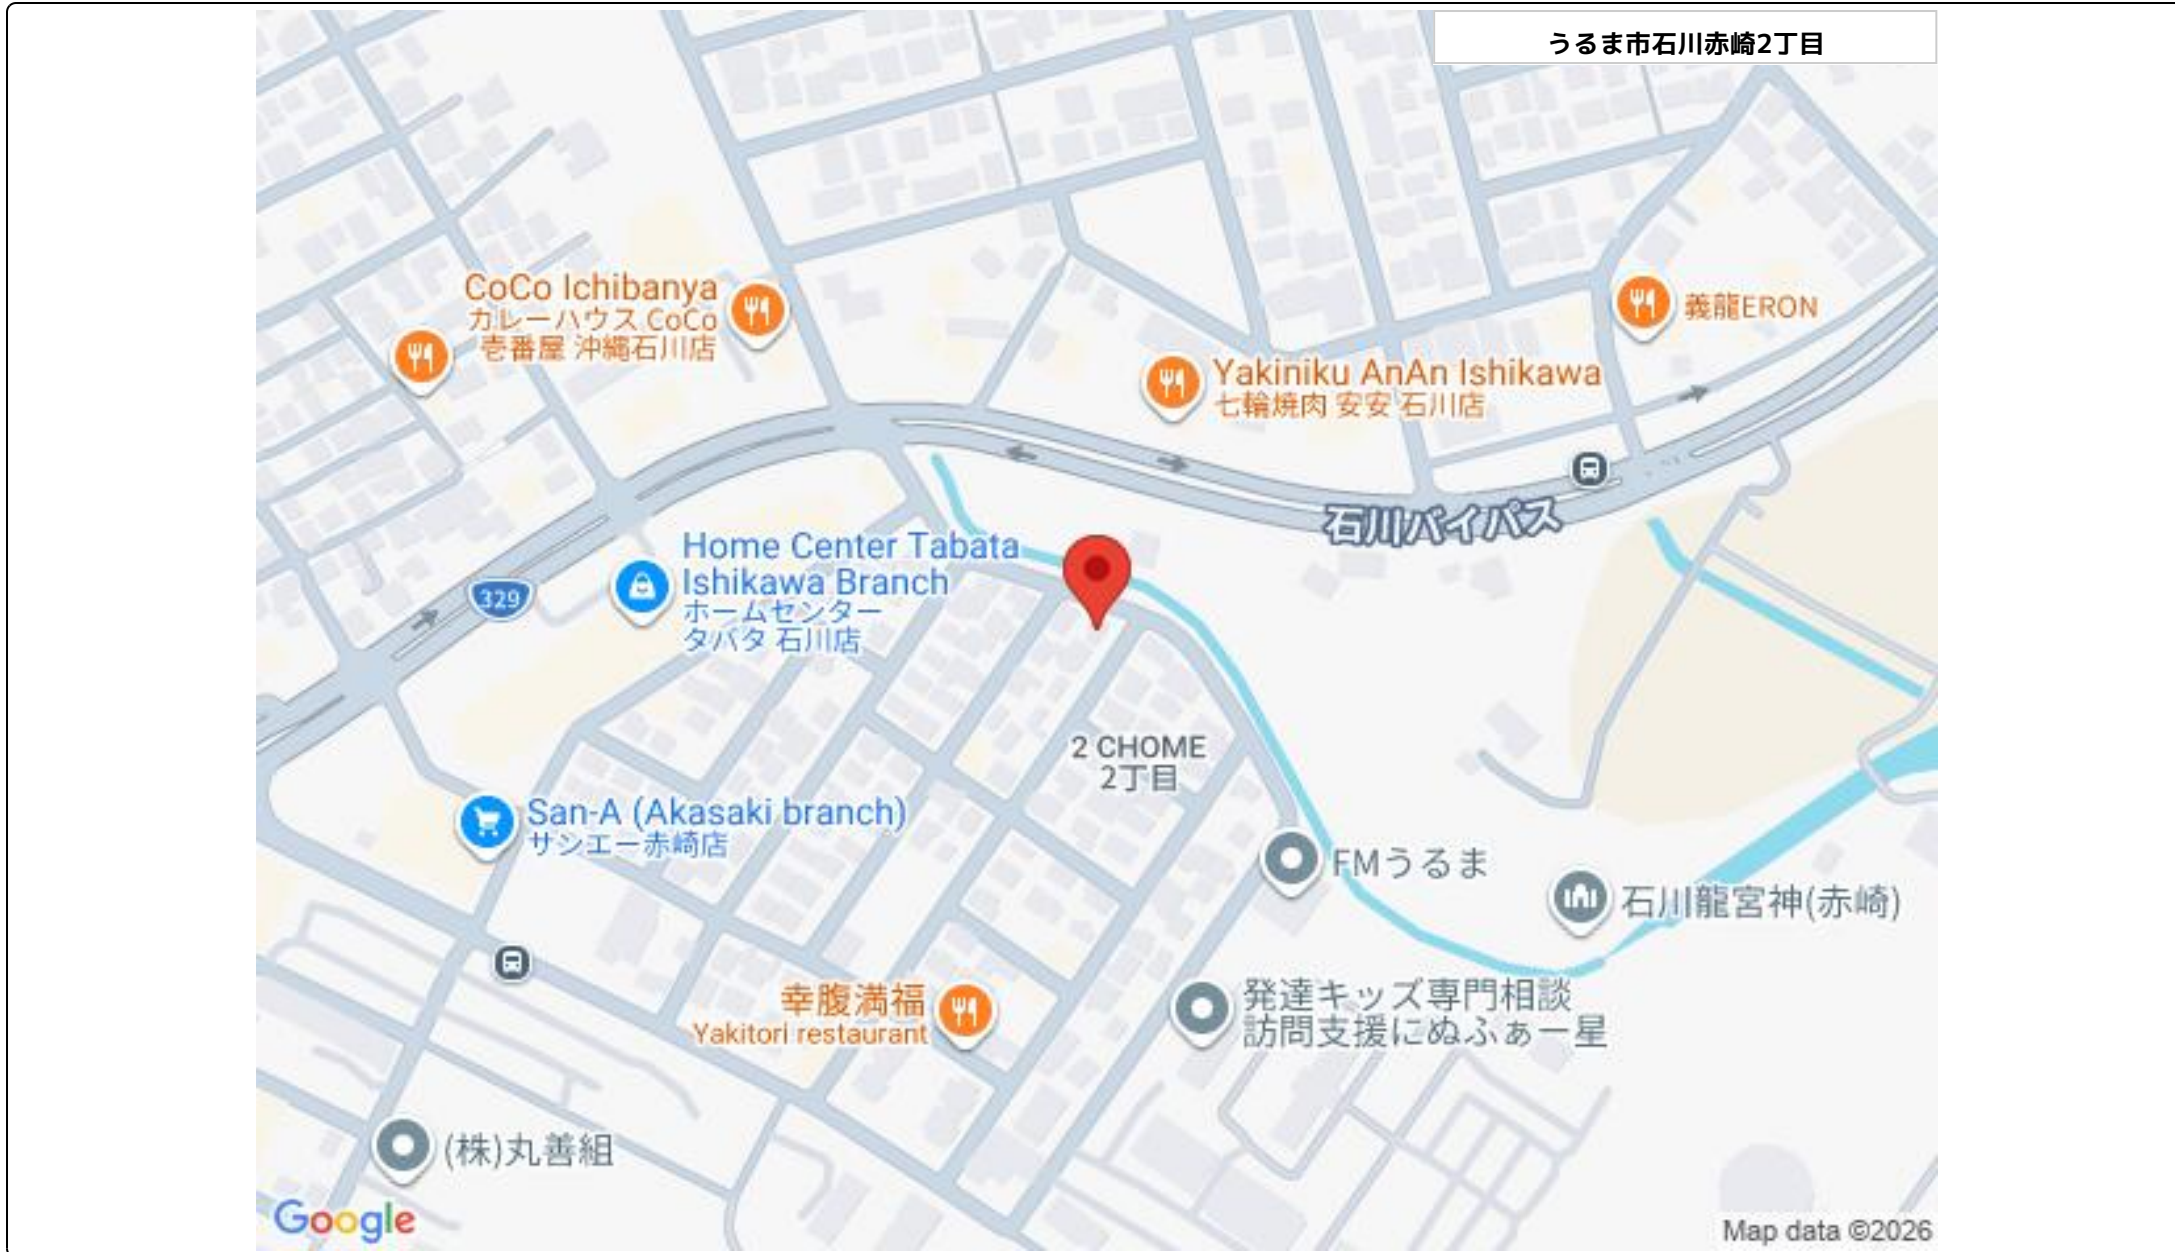 うるま市石川赤崎2丁目
CoCo Ichibanya
カレーハウス CoCo
壱番屋 沖縄石川店
義龍ERON
Yakiniku AnAn Ishikawa
七輪焼肉 安安 石川店
石川バイパス
Home Center Tabata
Ishikawa Branch
ホームセンター
タバタ 石川店
329
2 CHOME
2丁目
San-A (Akasaki branch)
サンエー赤崎店
FMうるま
石川龍宮神(赤崎)
幸腹満福
Yakitori restaurant
発達キッズ専門相談
訪問支援にぬふぁー星
(株)丸善組
Google
Map data ©2026